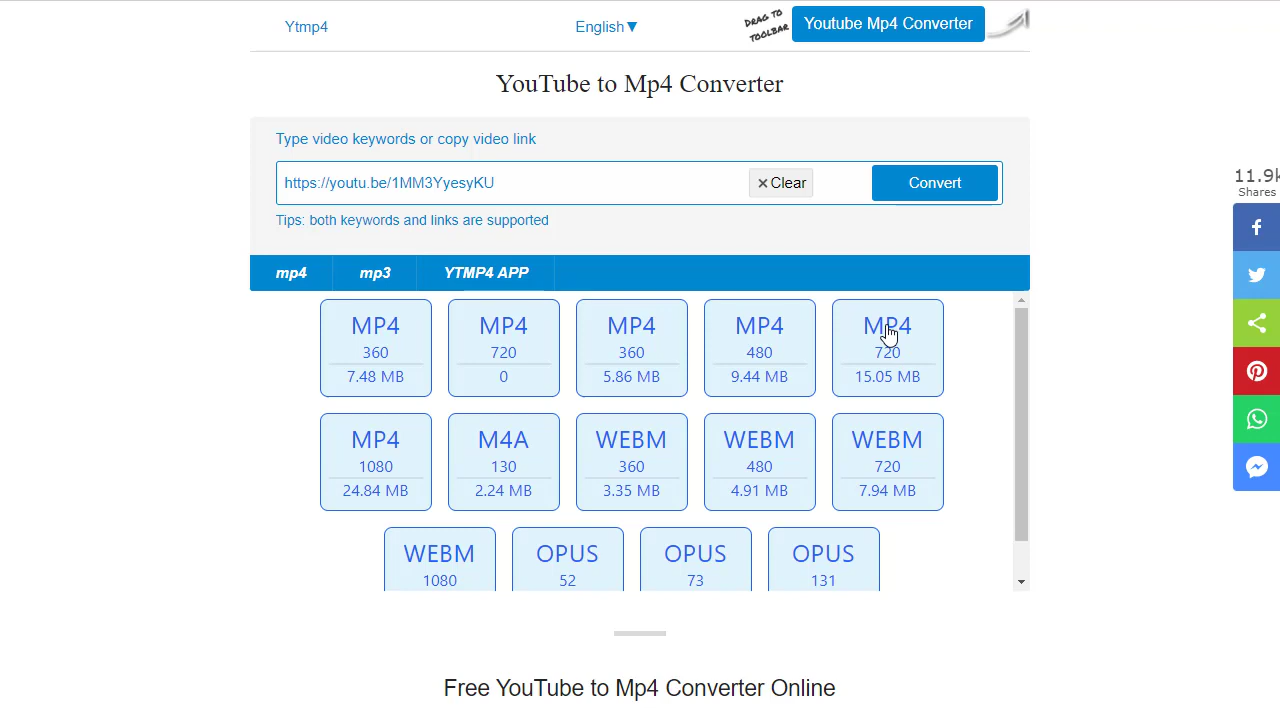 Ytmp4
English▼
DRAG TO
TOOLBAR
Youtube Mp4 Converter
YouTube to Mp4 Converter
Type video keywords or copy video link
https://youtu.be/1MM3YyesyKU
×Clear
Convert
Tips: both keywords and links are supported
11.9k
Shares
mp4
mp3
YTMP4 APP
MP4
360
7.48 MB
MP4
720
0
MP4
360
5.86 MB
MP4
480
9.44 MB
MP4
720
15.05 MB
MP4
1080
24.84 MB
M4A
130
2.24 MB
WEBM
360
3.35 MB
WEBM
480
4.91 MB
WEBM
720
7.94 MB
WEBM
1080
OPUS
52
OPUS
73
OPUS
131
Free YouTube to Mp4 Converter Online